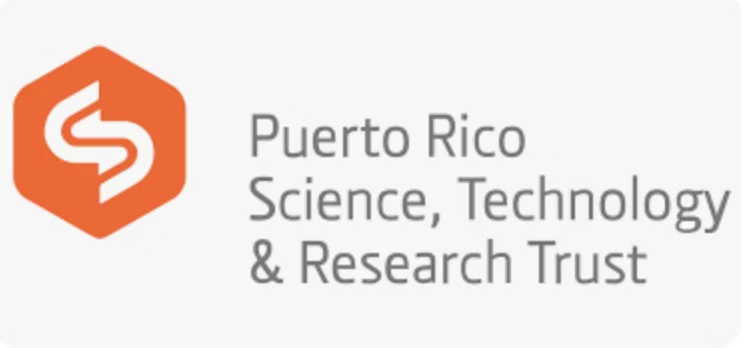 Puerto Rico
Science, Technology
& Research Trust